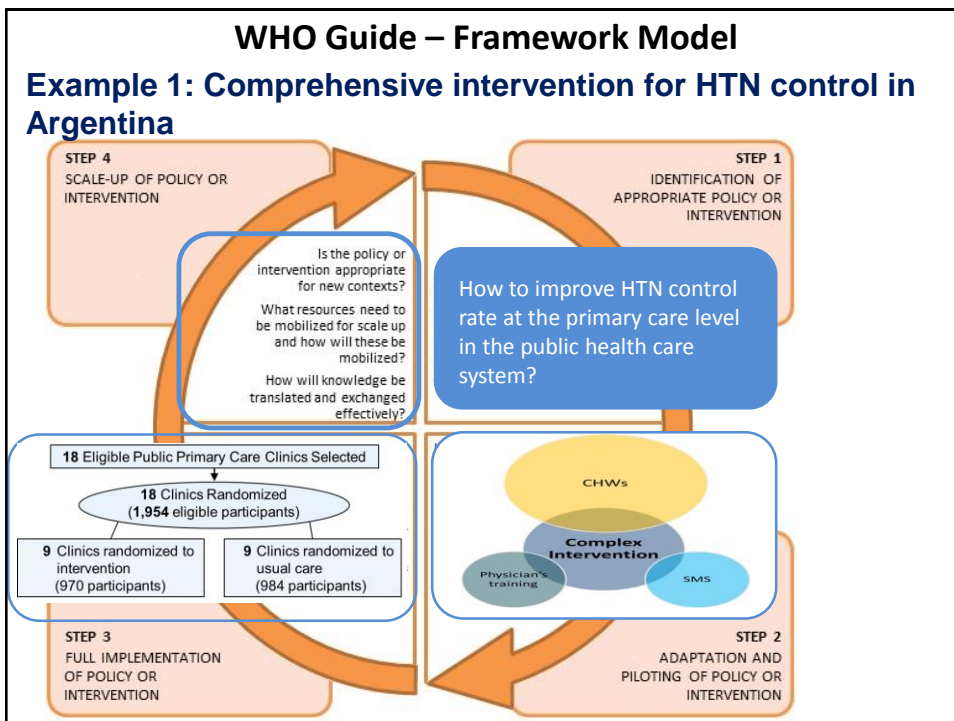 WHO Guide – Framework Model
Example 1: Comprehensive intervention for HTN control in
Argentina
STEP 4
SCALE-UP OF POLICY OR
INTERVENTION
STEP 1
IDENTIFICATION OF
APPROPRIATE POLICY OR
INTERVENTION
Is the policy or
intervention appropriate
for new contexts?
What resources need to
be mobilized for scale up
and how will these be
mobilized?
How will knowledge be
translated and exchanged
effectively?
How to improve HTN control
rate at the primary care level
in the public health care
system?
18 Eligible Public Primary Care Clinics Selected
18 Clinics Randomized
(1,954 eligible participants)
9 Clinics randomized to
intervention
(970 participants)
9 Clinics randomized to
usual care
(984 participants)
CHWs
Complex
Intervention
Physician's
training
SMS
STEP 3
FULL IMPLEMENTATION
OF POLICY OR
INTERVENTION
STEP 2
ADAPTATION AND
PILOTING OF POLICY OR
INTERVENTION